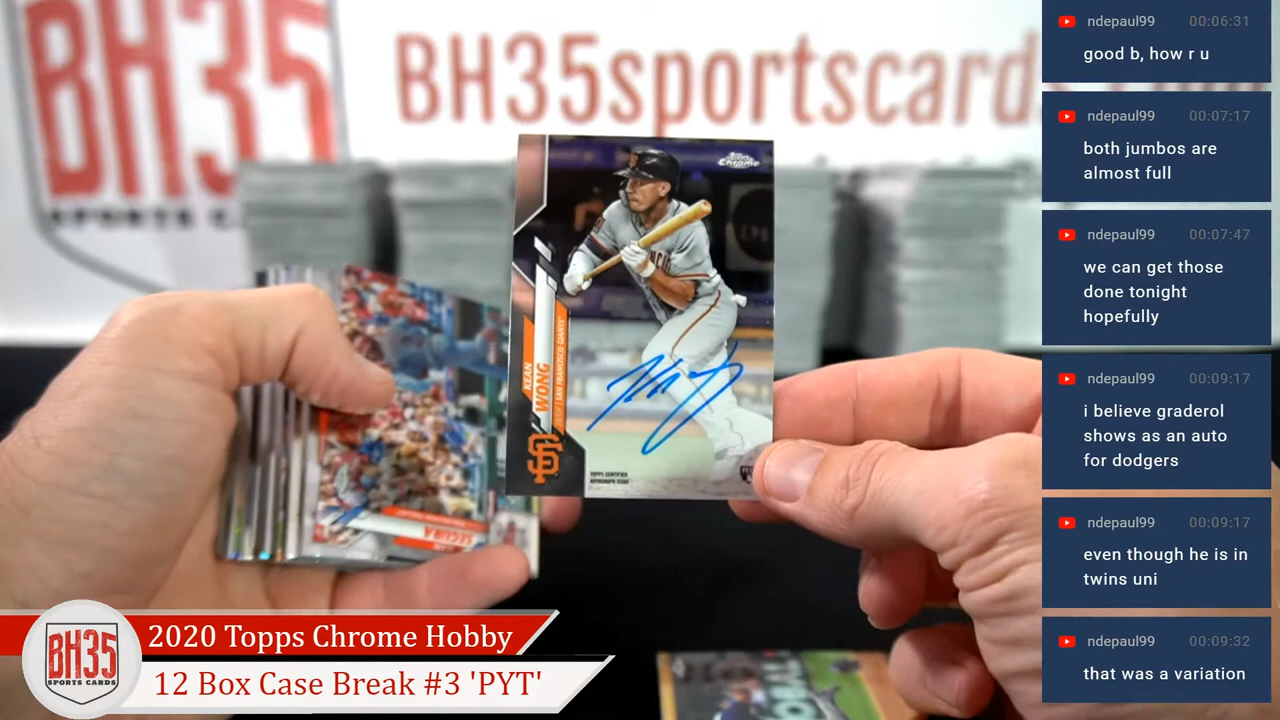 BH35
SPORTS CARDS
BH35sportscards
Topps
Chrome
KEAN
WONG
SAN FRANCISCO GIANTS
SF
TOPPS CERTIFIED
AUTOGRAPH ISSUE
BH35
SPORTS CARDS
2020 Topps Chrome Hobby
12 Box Case Break #3 'PYT'
ndepaul99 00:06:31
good b, how r u
ndepaul99 00:07:17
both jumbos are
almost full
ndepaul99 00:07:47
we can get those
done tonight
hopefully
ndepaul99 00:09:17
i believe graderol
shows as an auto
for dodgers
ndepaul99 00:09:17
even though he is in
twins uni
ndepaul99 00:09:32
that was a variation